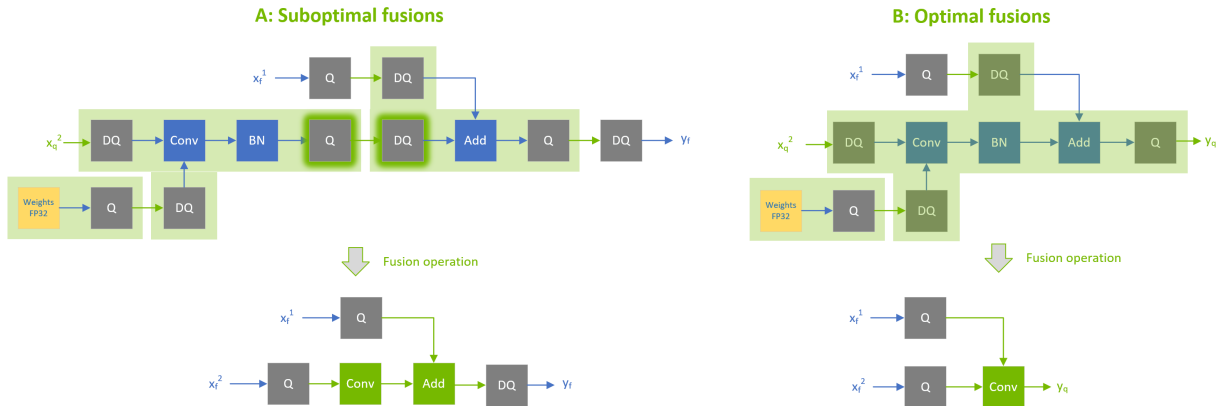 A: Suboptimal fusions
B: Optimal fusions
x_f^1
Q
DQ
x_q^2
DQ
Conv
BN
Q
DQ
Add
Q
DQ
y_f
Weights
FP32
Q
DQ
Fusion operation
x_f^1
Q
x_f^2
Q
Conv
Add
DQ
y_f
x_f^1
Q
DQ
x_q^2
DQ
Conv
BN
Add
Q
y_q
Weights
FP32
Q
DQ
Fusion operation
x_f^1
Q
x_f^2
Q
Conv
y_q